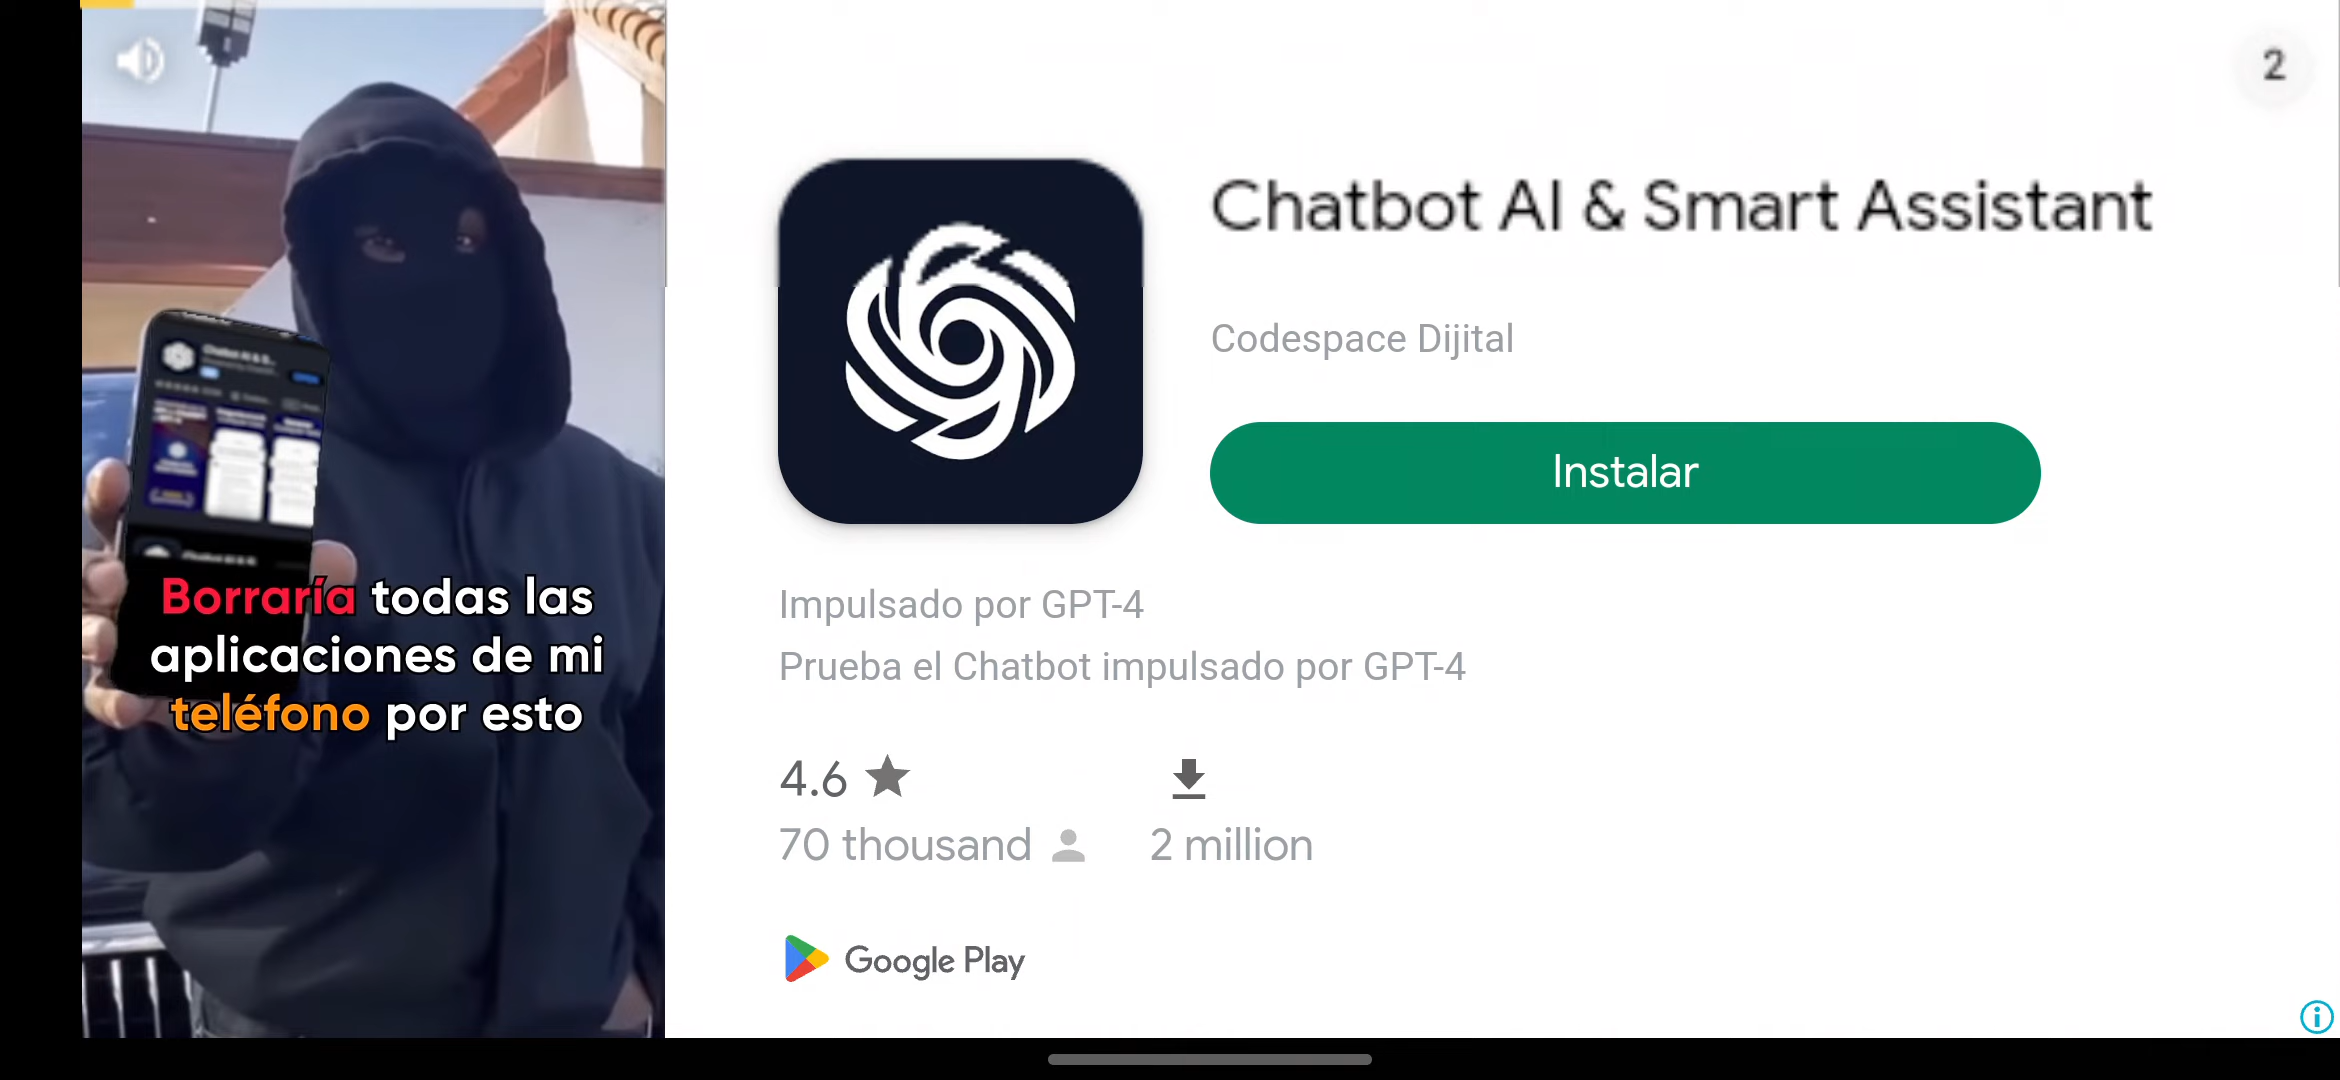 Borraría todas las
aplicaciones de mi
teléfono por esto
2
Chatbot AI & Smart Assistant
Codespace Dijital
Instalar
Impulsado por GPT-4
Prueba el Chatbot impulsado por GPT-4
4.6
70 thousand
2 million
Google Play